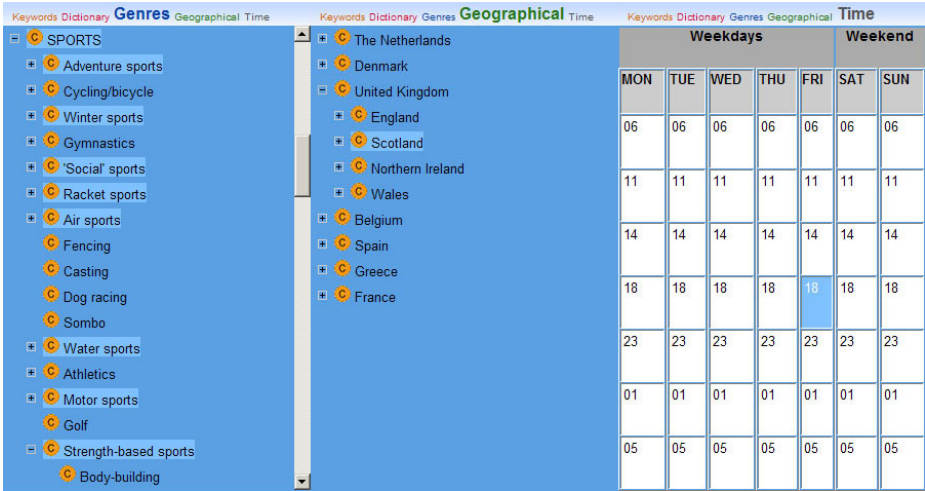 Keywords Dictionary Genres Geographical Time
C SPORTS
C Adventure sports
C Cycling/bicycle
C Winter sports
C Gymnastics
C 'Social' sports
C Racket sports
C Air sports
C Fencing
C Casting
C Dog racing
C Sombo
C Water sports
C Athletics
C Motor sports
C Golf
C Strength-based sports
C Body-building
Keywords Dictionary Genres Geographical Time
C The Netherlands
C Denmark
C United Kingdom
C England
C Scotland
C Northern Ireland
C Wales
C Belgium
C Spain
C Greece
C France
Keywords Dictionary Genres Geographical Time
Weekdays Weekend
MON TUE WED THU FRI SAT SUN
06 06 06 06 06 06 06
11 11 11 11 11 11 11
14 14 14 14 14 14 14
18 18 18 18 18 18 18
23 23 23 23 23 23 23
01 01 01 01 01 01 01
05 05 05 05 05 05 05